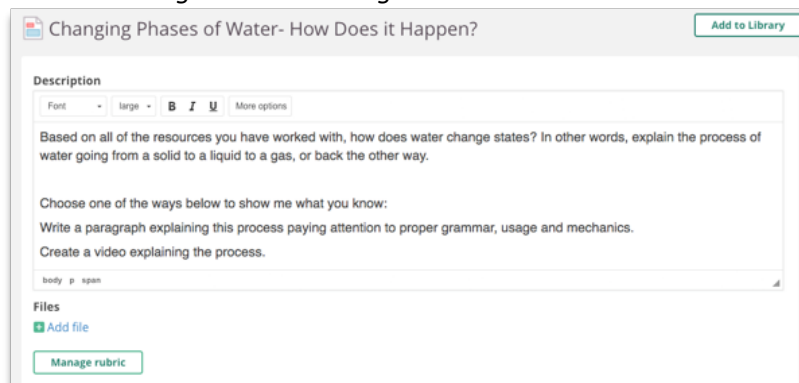 Changing Phases of Water- How Does it Happen?
Add to Library
Description
Font large B I U More options
Based on all of the resources you have worked with, how does water change states? In other words, explain the process of
water going from a solid to a liquid to a gas, or back the other way.
Choose one of the ways below to show me what you know:
Write a paragraph explaining this process paying attention to proper grammar, usage and mechanics.
Create a video explaining the process.
body p span
Files
Add file
Manage rubric